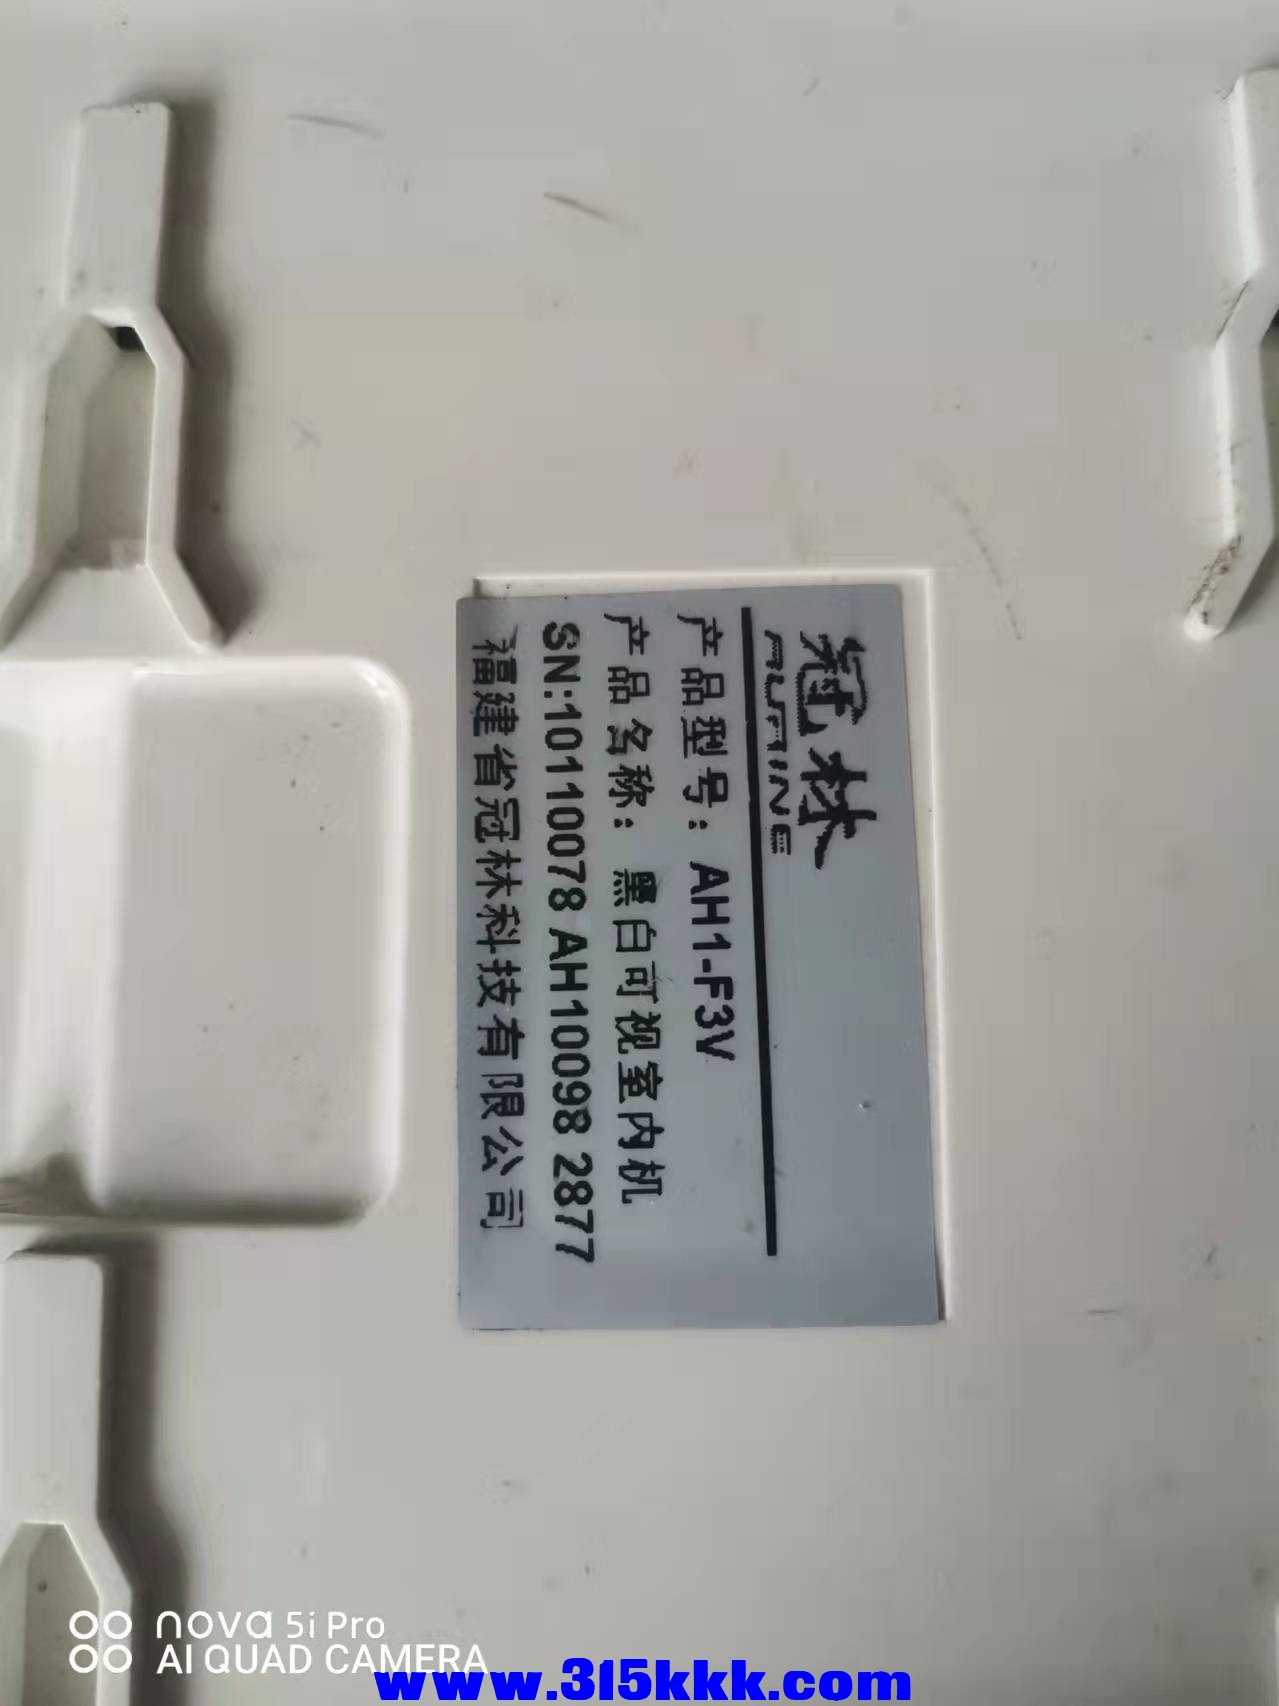 冠林
AURINE
产品型号：AH1-F3V
产品名称：黑白可视室内机
SN:10110078 AH10098 2877
福建省冠林科技有限公司
nova 5i Pro
AI QUAD CAMERA
www.315kkk.com